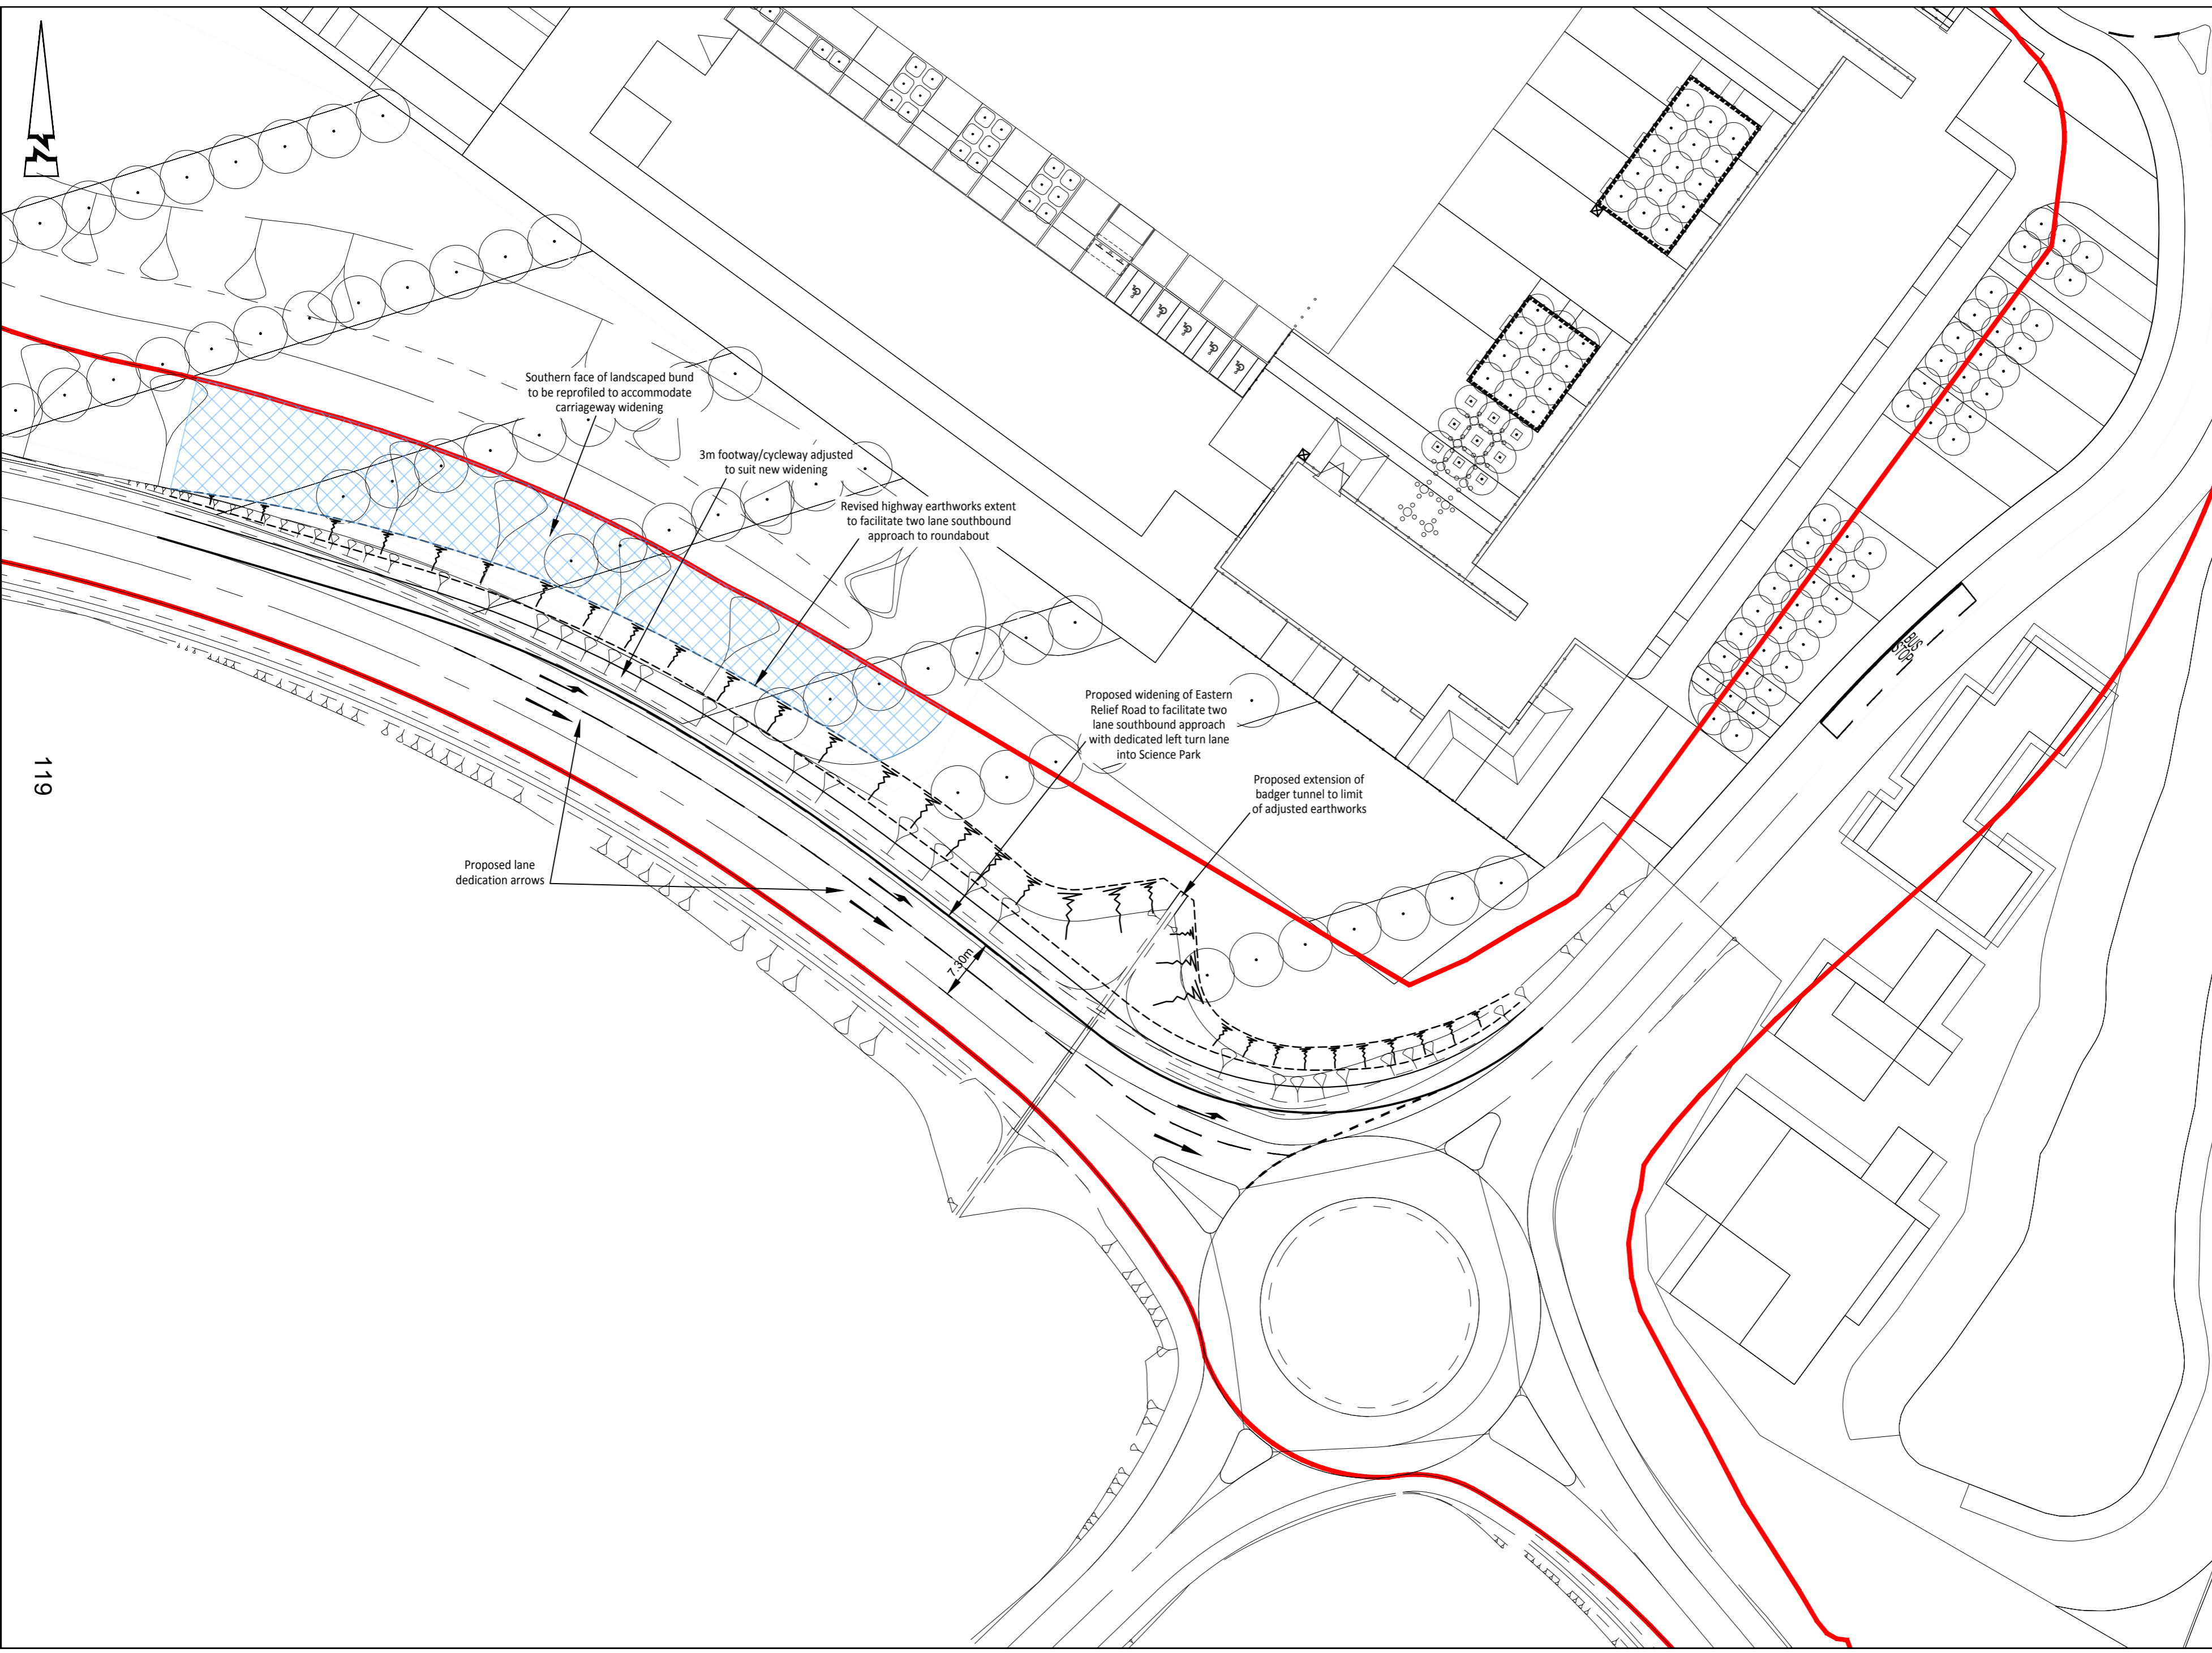 N
Southern face of landscaped bund
to be reprofiled to accommodate
carriageway widening
3m footway/cycleway adjusted
to suit new widening
Revised highway earthworks extent
to facilitate two lane southbound
approach to roundabout
Proposed widening of Eastern
Relief Road to facilitate two
lane southbound approach
with dedicated left turn lane
into Science Park
Proposed extension of
badger tunnel to limit
of adjusted earthworks
Proposed lane
dedication arrows
7.30m
BUS
STOP
119